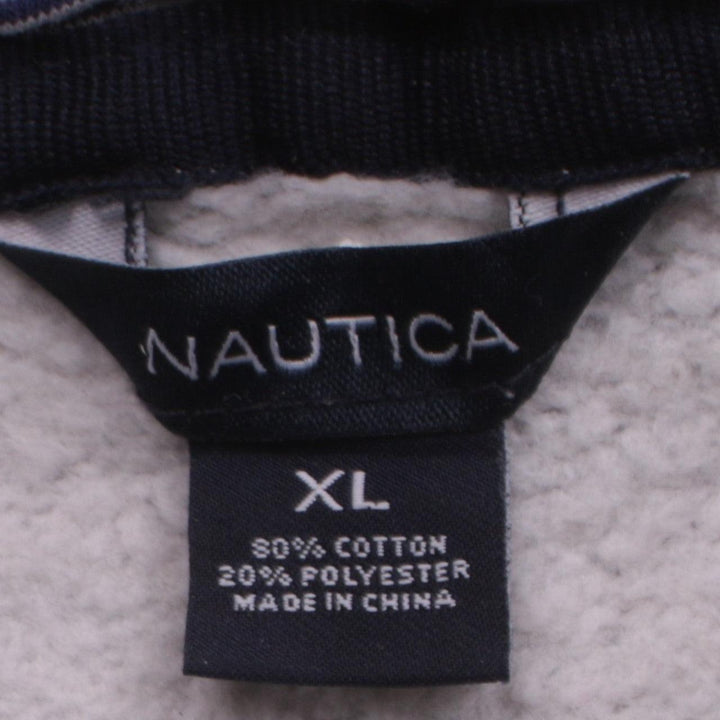 NAUTICA
XL
80% COTTON
20% POLYESTER
MADE IN CHINA